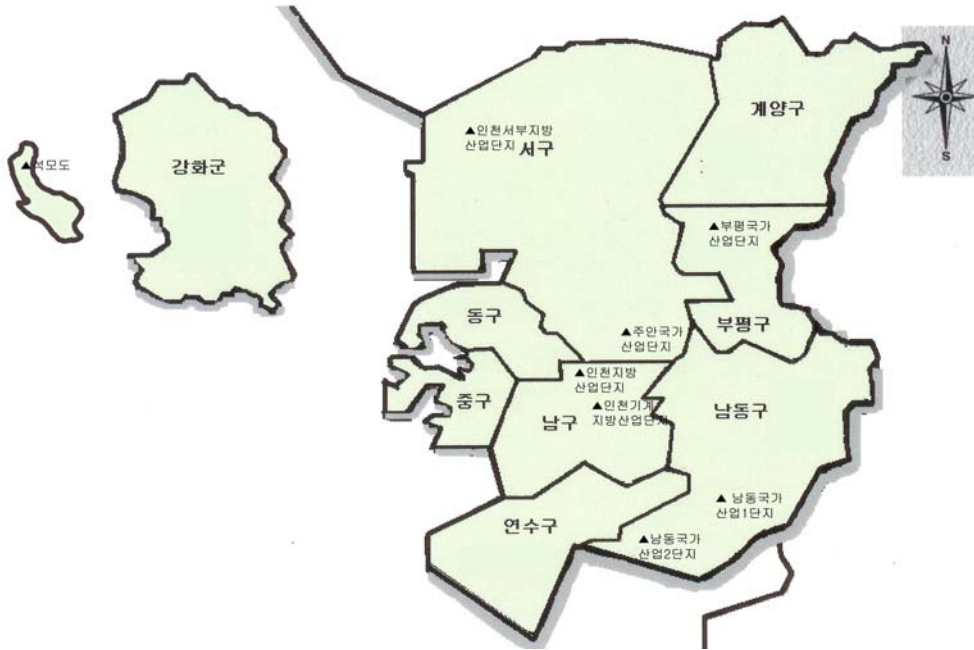 N
계양구
▲인천서부지방
산업단지
서구
강화군
▲석모도
S
▲부평국가
산업단지
동구
부평구
▲주안국가
산업단지
▲인천지방
산업단지
중구
▲인천기계
지방산업단지
남구
남동구
▲ 남동국가
산업1단지
연수구
▲남동국가
산업2단지